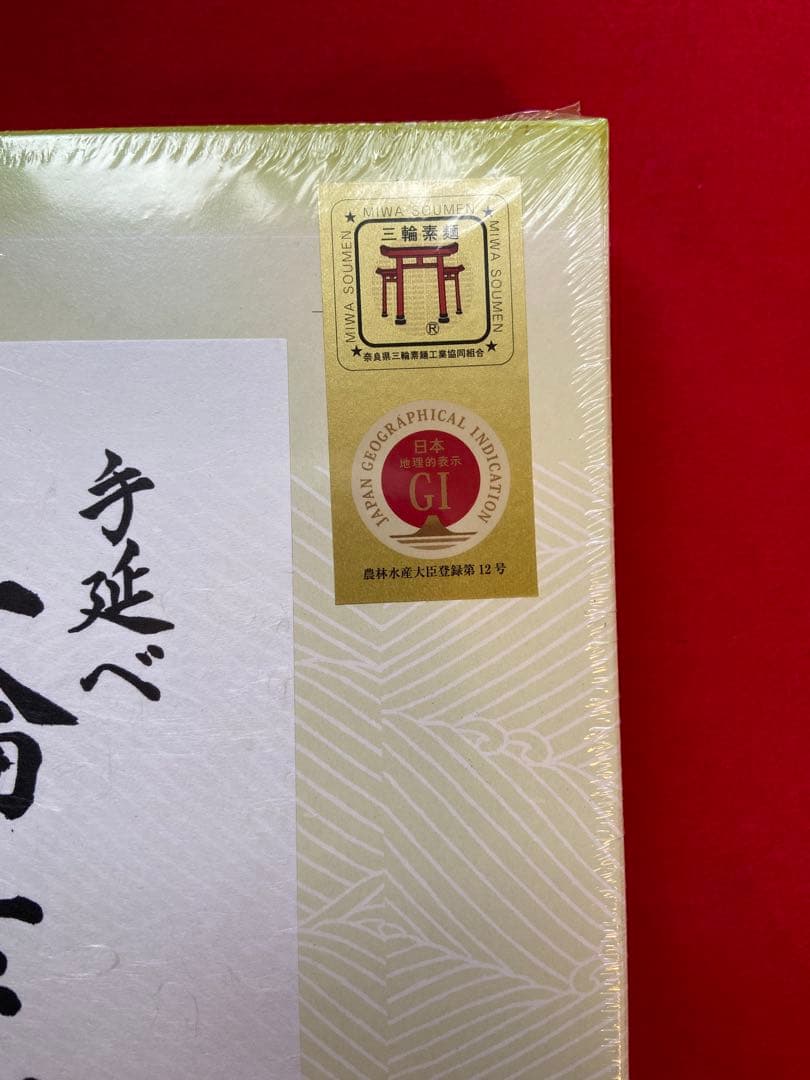 MIWA SOUMEN
MIWA SOUMEN
MIWA SOUMEN
三輪素麺
®
奈良県三輪素麺工業協同組合
JAPAN GEOGRAPHICAL INDICATION
日本
地理的表示
GI
農林水産大臣登録第12号
手延べ